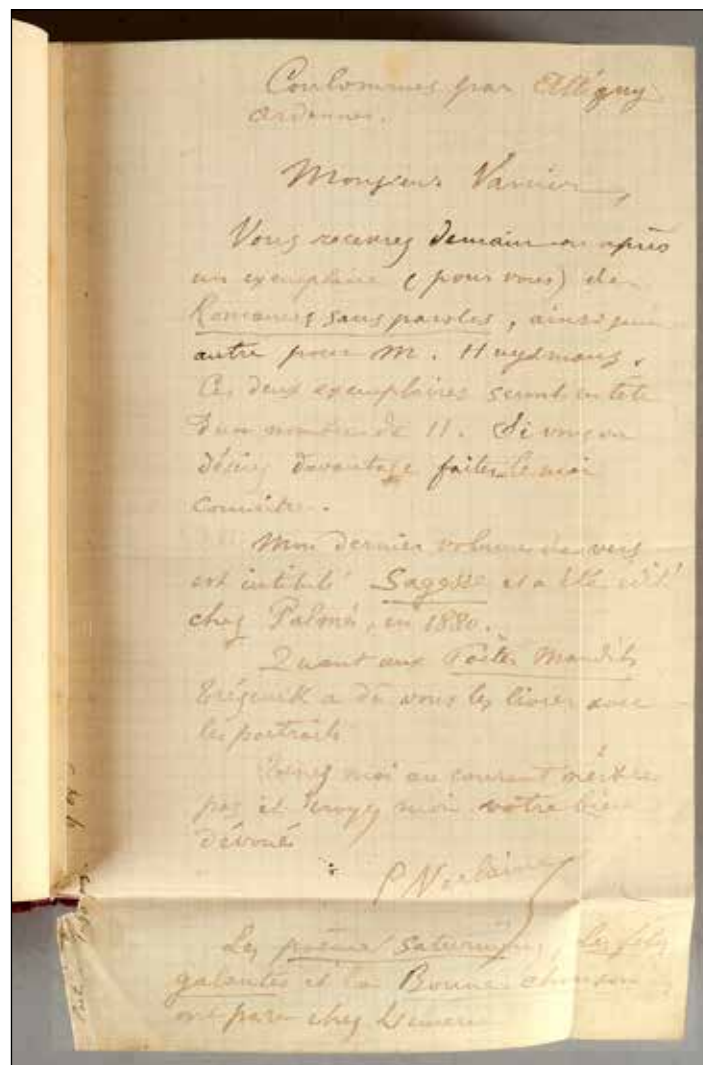 Coulommes par Attigny
Ardennes.
Monsieur Vanier,
Vous recevrez demain ou après
un exemplaire (pour vous) de
Romances sans paroles, ainsi qu'un
autre pour M. Huysmans.
Ces deux exemplaires seront en tête
d'un nombre de 11. Si vous en
désirez davantage faites le moi
connaître.
Mon dernier volume de vers
est intitulé Sagesse et a été édité
chez Palmé, en 1880.
Quant aux Poètes Maudits
Trézenik a dû vous les livrer avec
les portraits
Tenez moi au courant n'est-ce
pas et croyez moi votre bien
dévoué
P Verlaine
Les poèmes saturniens, les fêtes
galantes et la Bonne chanson,
ont paru chez Lemerre